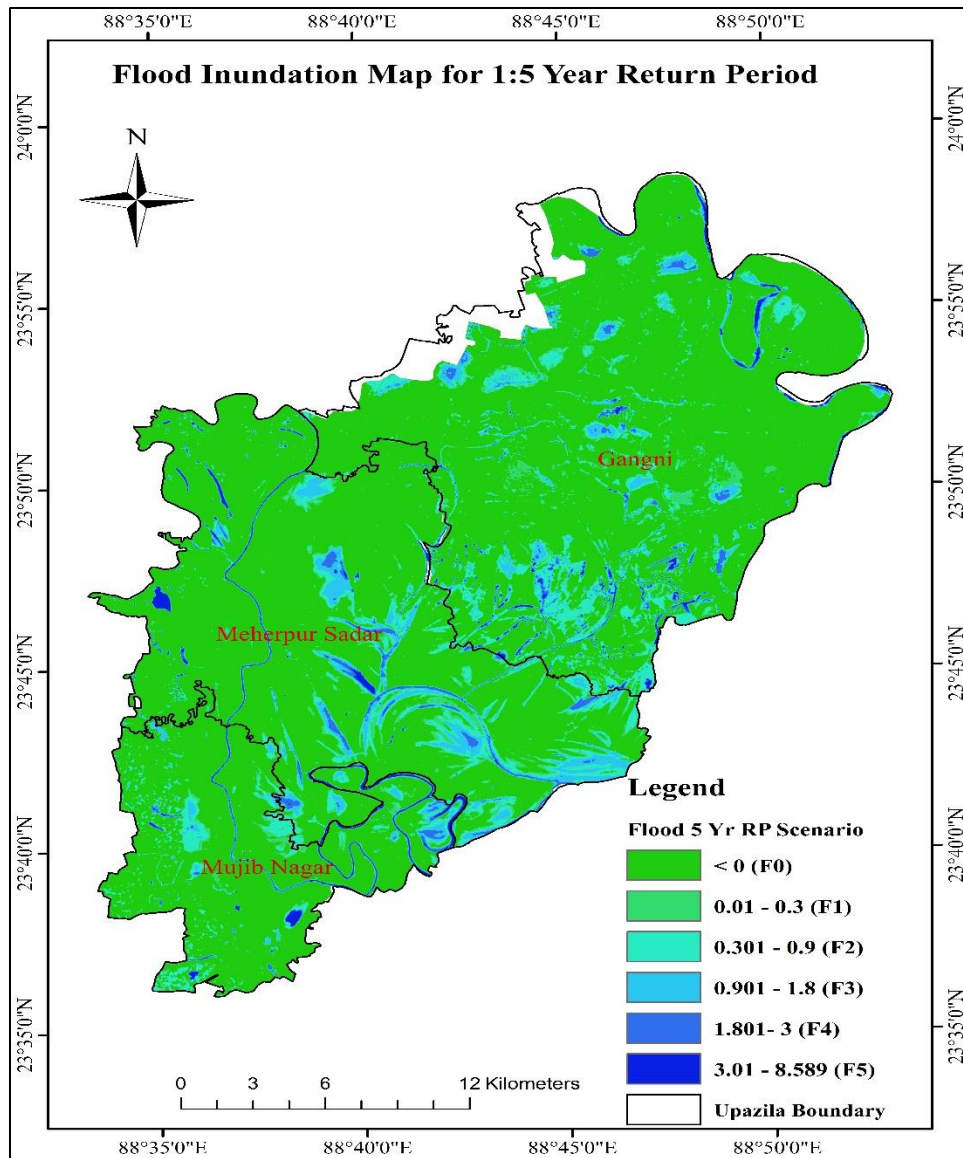 88°35'0"E 88°40'0"E 88°45'0"E 88°50'0"E
Flood Inundation Map for 1:5 Year Return Period
24°0'0"N 24°0'0"N
N
23°55'0"N 23°55'0"N
Gangni
23°50'0"N 23°50'0"N
Meherpur Sadar
23°45'0"N 23°45'0"N
Mujib Nagar
23°40'0"N 23°40'0"N
23°35'0"N 23°35'0"N
Legend
Flood 5 Yr RP Scenario
< 0 (F0)
0.01 - 0.3 (F1)
0.301 - 0.9 (F2)
0.901 - 1.8 (F3)
1.801- 3 (F4)
3.01 - 8.589 (F5)
Upazila Boundary
0 3 6 12 Kilometers
88°35'0"E 88°40'0"E 88°45'0"E 88°50'0"E